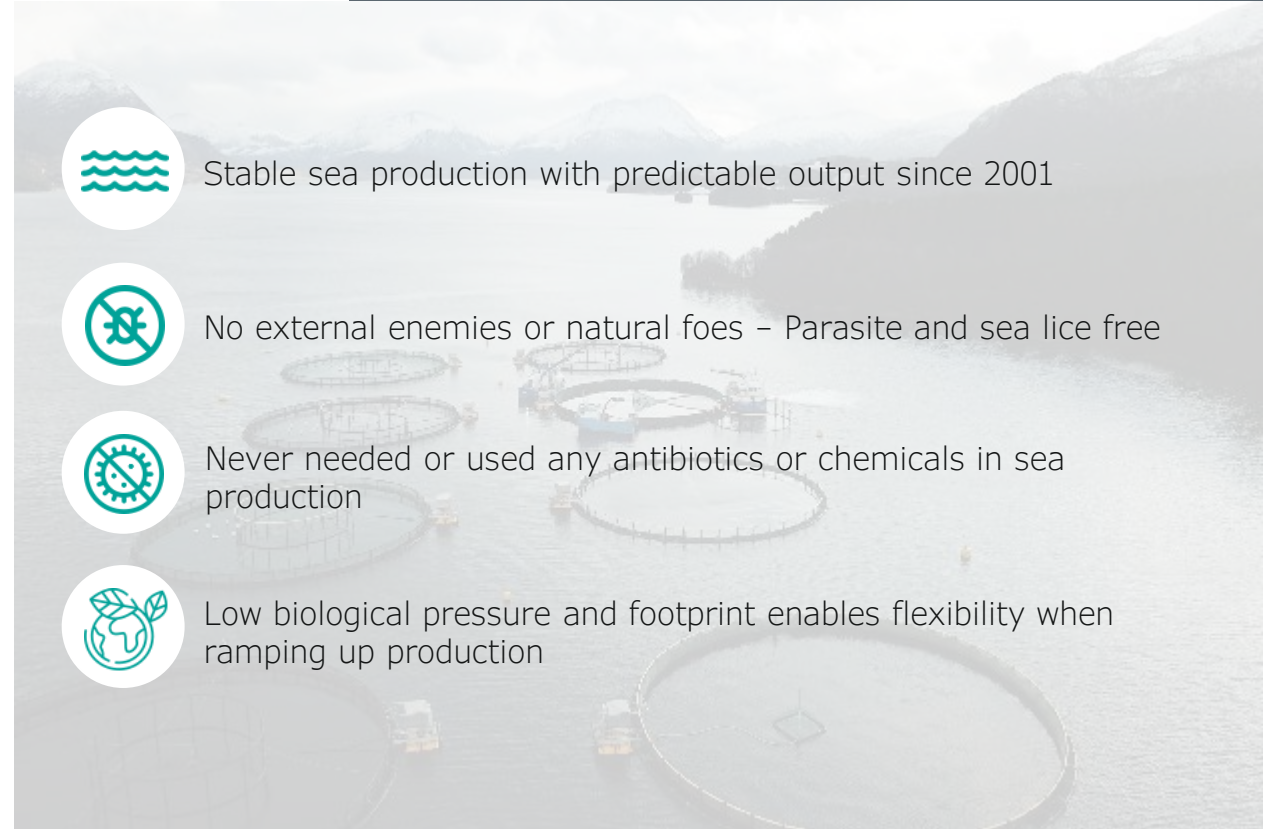 Stable sea production with predictable output since 2001
No external enemies or natural foes – Parasite and sea lice free
Never needed or used any antibiotics or chemicals in sea
production
Low biological pressure and footprint enables flexibility when
ramping up production